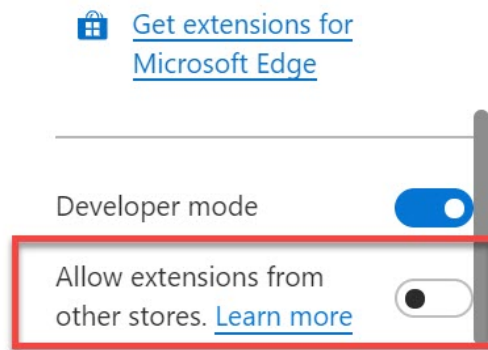 Get extensions for
Microsoft Edge
Developer mode
Allow extensions from
other stores. Learn more